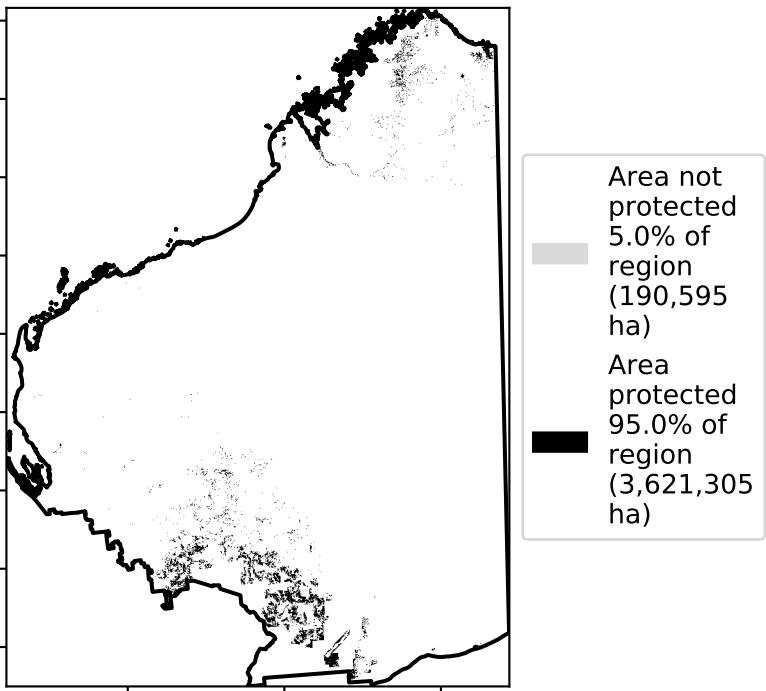 Area not
protected
5.0% of
region
(190,595
ha)
Area
protected
95.0% of
region
(3,621,305
ha)